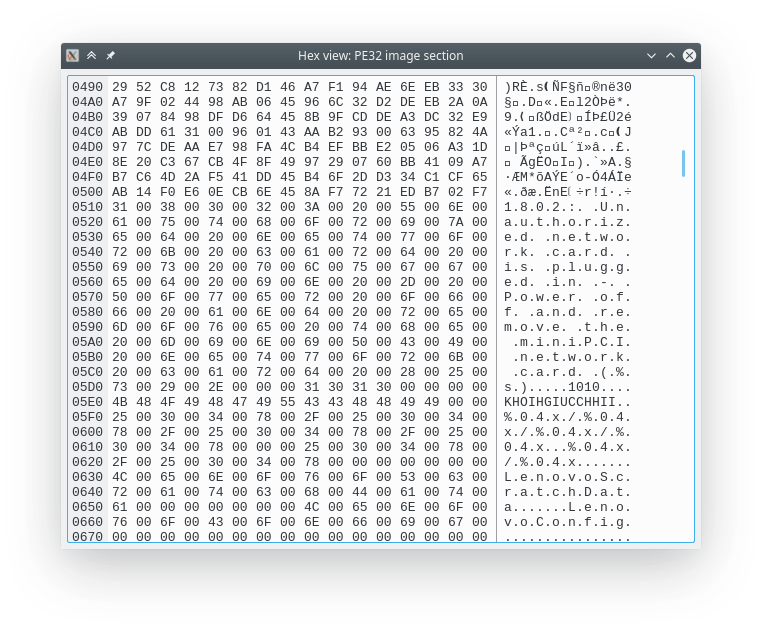 Hex view: PE32 image section
0490 29 52 C8 12 73 82 D1 46 A7 F1 94 AE 6E EB 33 30 )RÈ.s.ÑF§ñ.®në30
04A0 A7 9F 02 44 98 AB 06 45 96 6C 32 D2 DE EB 2A 0A §..D.«.E.l2ÒÞë*.
04B0 39 07 84 98 DF D6 64 45 8B 9F CD DE A3 DC 32 E9 9...ßÖdE..ÍÞ£Ü2é
04C0 AB DD 61 31 00 96 01 43 AA B2 93 00 63 95 82 4A «Ýa1...Cª²..c..J
04D0 97 7C DE AA E7 98 FA 4C B4 EF BB E2 05 06 A3 1D .|Þªç.úL´ï»â..£.
04E0 8E 20 C3 67 CB 4F 8F 49 97 29 07 60 BB 41 09 A7 . ÃgËO.I.).`»A.§
04F0 B7 C6 4D 2A F5 41 DD 45 B4 6F 2D D3 34 C1 CF 65 ·ÆM*õAÝE´o-Ó4ÁÏe
0500 AB 14 F0 E6 0E CB 6E 45 8A F7 72 21 ED B7 02 F7 «.ðæ.ËnE.÷r!í·.÷
0510 31 00 38 00 30 00 32 00 3A 00 20 00 55 00 6E 00 1.8.0.2.:. .U.n.
0520 61 00 75 00 74 00 68 00 6F 00 72 00 69 00 7A 00 a.u.t.h.o.r.i.z.
0530 65 00 64 00 20 00 6E 00 65 00 74 00 77 00 6F 00 e.d. .n.e.t.w.o.
0540 72 00 6B 00 20 00 63 00 61 00 72 00 64 00 20 00 r.k. .c.a.r.d. .
0550 69 00 73 00 20 00 70 00 6C 00 75 00 67 00 67 00 i.s. .p.l.u.g.g.
0560 65 00 64 00 20 00 69 00 6E 00 20 00 2D 00 20 00 e.d. .i.n. .-. .
0570 50 00 6F 00 77 00 65 00 72 00 20 00 6F 00 66 00 P.o.w.e.r. .o.f.
0580 66 00 20 00 61 00 6E 00 64 00 20 00 72 00 65 00 f. .a.n.d. .r.e.
0590 6D 00 6F 00 76 00 65 00 20 00 74 00 68 00 65 00 m.o.v.e. .t.h.e.
05A0 20 00 6D 00 69 00 6E 00 69 00 50 00 43 00 49 00  .m.i.n.i.P.C.I.
05B0 20 00 6E 00 65 00 74 00 77 00 6F 00 72 00 6B 00  .n.e.t.w.o.r.k.
05C0 20 00 63 00 61 00 72 00 64 00 20 00 28 00 25 00  .c.a.r.d. .(.%.
05D0 73 00 29 00 2E 00 00 00 31 30 31 30 00 00 00 00 s.).....1010....
05E0 4B 48 4F 49 48 47 49 55 43 43 48 48 49 49 00 00 KHOIHGIUCCHHII..
05F0 25 00 30 00 34 00 78 00 2F 00 25 00 30 00 34 00 %.0.4.x./.%.0.4.
0600 78 00 2F 00 25 00 30 00 34 00 78 00 2F 00 25 00 x./.%.0.4.x./.%.
0610 30 00 34 00 78 00 00 00 25 00 30 00 34 00 78 00 0.4.x...%.0.4.x.
0620 2F 00 25 00 30 00 34 00 78 00 00 00 00 00 00 00 /.%.0.4.x.......
0630 4C 00 65 00 6E 00 6F 00 76 00 6F 00 53 00 63 00 L.e.n.o.v.o.S.c.
0640 72 00 61 00 74 00 63 00 68 00 44 00 61 00 74 00 r.a.t.c.h.D.a.t.
0650 61 00 00 00 00 00 00 00 4C 00 65 00 6E 00 6F 00 a.......L.e.n.o.
0660 76 00 6F 00 43 00 6F 00 6E 00 66 00 69 00 67 00 v.o.C.o.n.f.i.g.
0670 00 00 00 00 00 00 00 00 00 00 00 00 00 00 00 00 ................